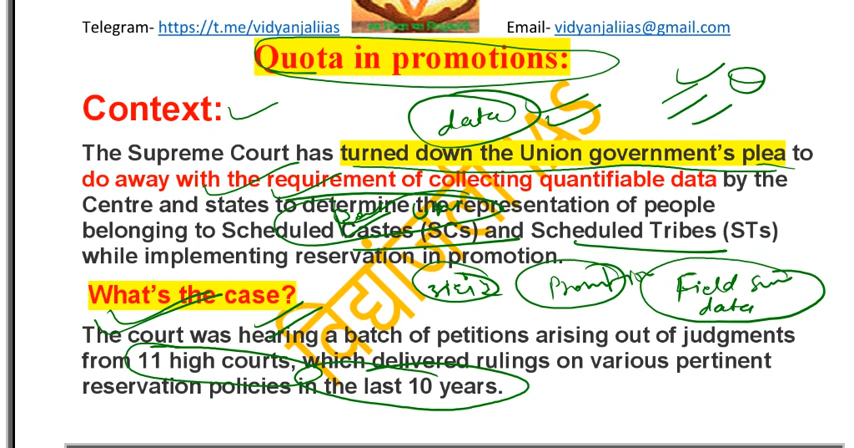 Telegram- https://t.me/vidyanjaliias Email- vidyanjaliias@gmail.com
Quota in promotions:
Context:
data
The Supreme Court has turned down the Union government's plea to
do away with the requirement of collecting quantifiable data by the
Centre and states to determine the representation of people
belonging to Scheduled Castes (SCs) and Scheduled Tribes (STs)
while implementing reservation in promotion.
What's the case?
Field
data
The court was hearing a batch of petitions arising out of judgments
from 11 high courts, which delivered rulings on various pertinent
reservation policies in the last 10 years.
विद्यांजली IAS